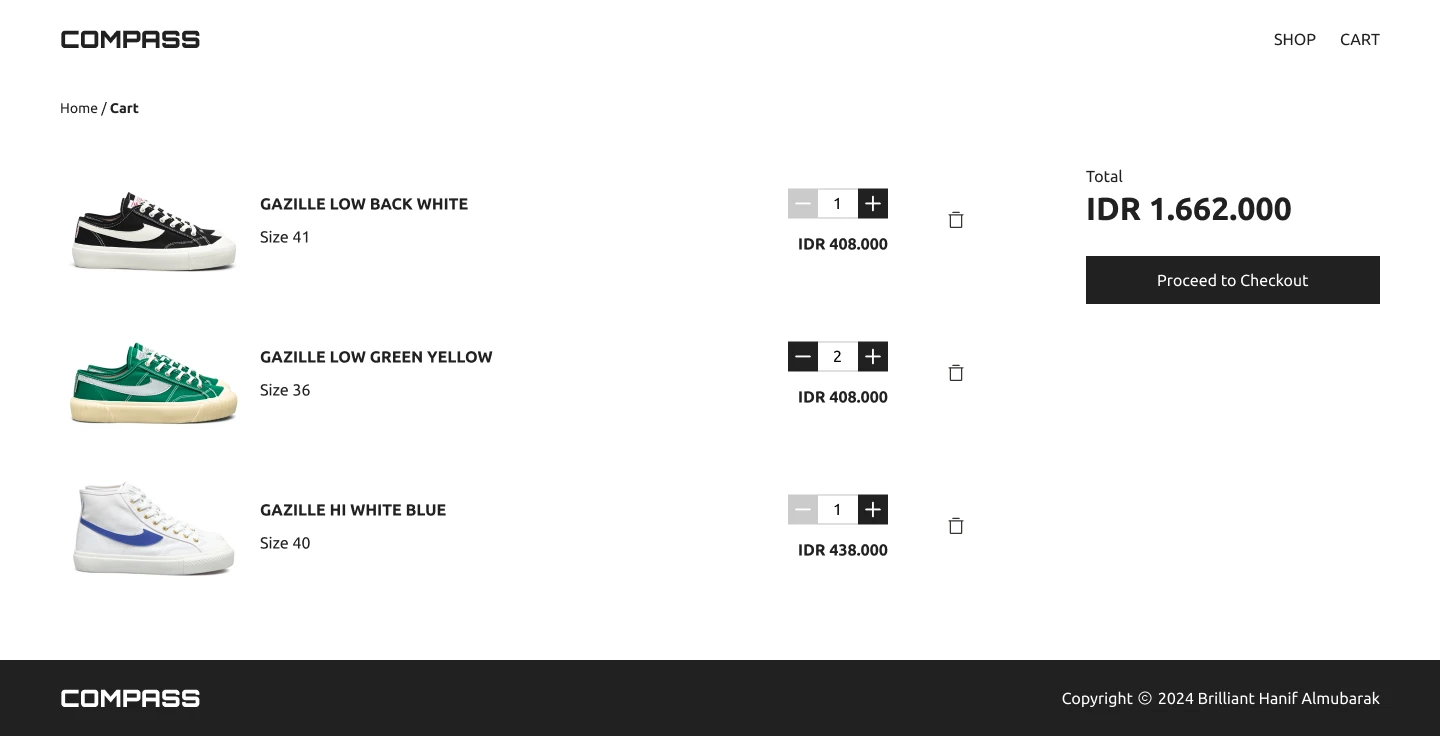 COMPASS
SHOP CART
Home / Cart
GAZILLE LOW BACK WHITE
Size 41
1
IDR 408.000
GAZILLE LOW GREEN YELLOW
Size 36
2
IDR 408.000
GAZILLE HI WHITE BLUE
Size 40
1
IDR 438.000
Total
IDR 1.662.000
Proceed to Checkout
COMPASS
Copyright © 2024 Brilliant Hanif Almubarak